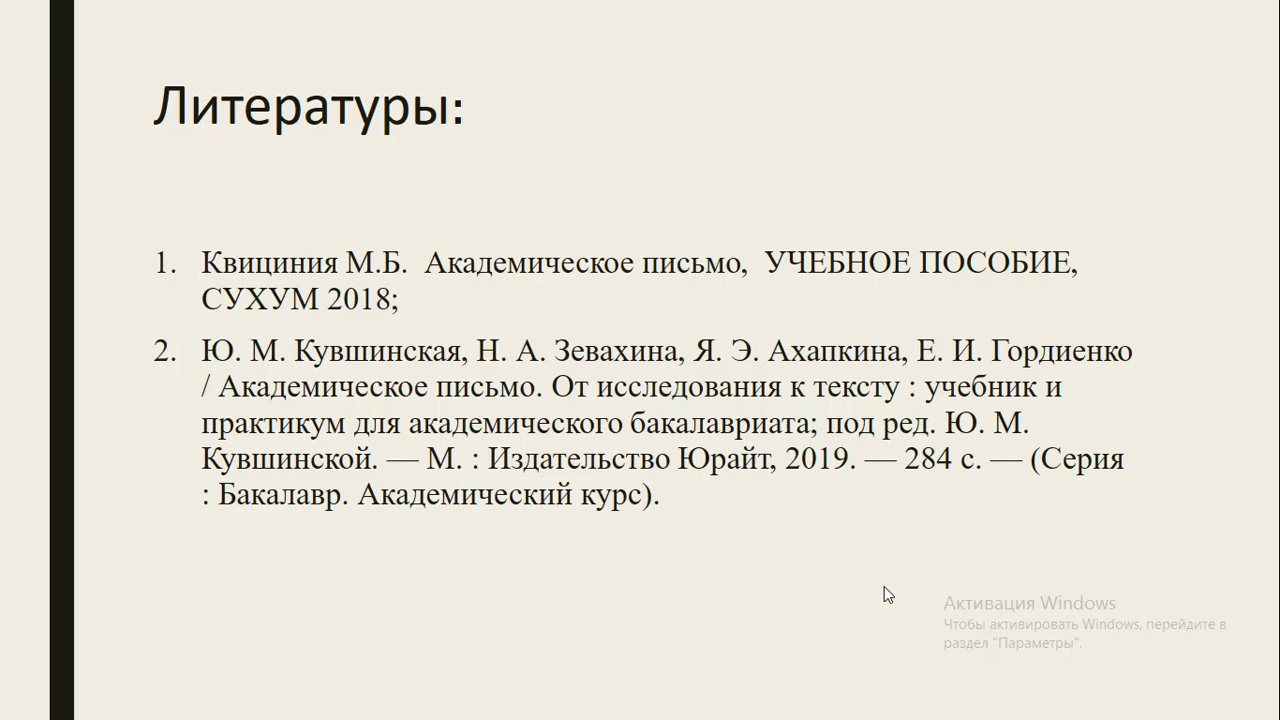 Литературы:
1. Квициния М.Б. Академическое письмо, УЧЕБНОЕ ПОСОБИЕ,
СУХУМ 2018;
2. Ю. М. Кувшинская, Н. А. Зевахина, Я. Э. Ахапкина, Е. И. Гордиенко
/ Академическое письмо. От исследования к тексту : учебник и
практикум для академического бакалавриата; под ред. Ю. М.
Кувшинской. — М. : Издательство Юрайт, 2019. — 284 с. — (Серия
: Бакалавр. Академический курс).
Активация Windows
Чтобы активировать Windows, перейдите в
раздел "Параметры".